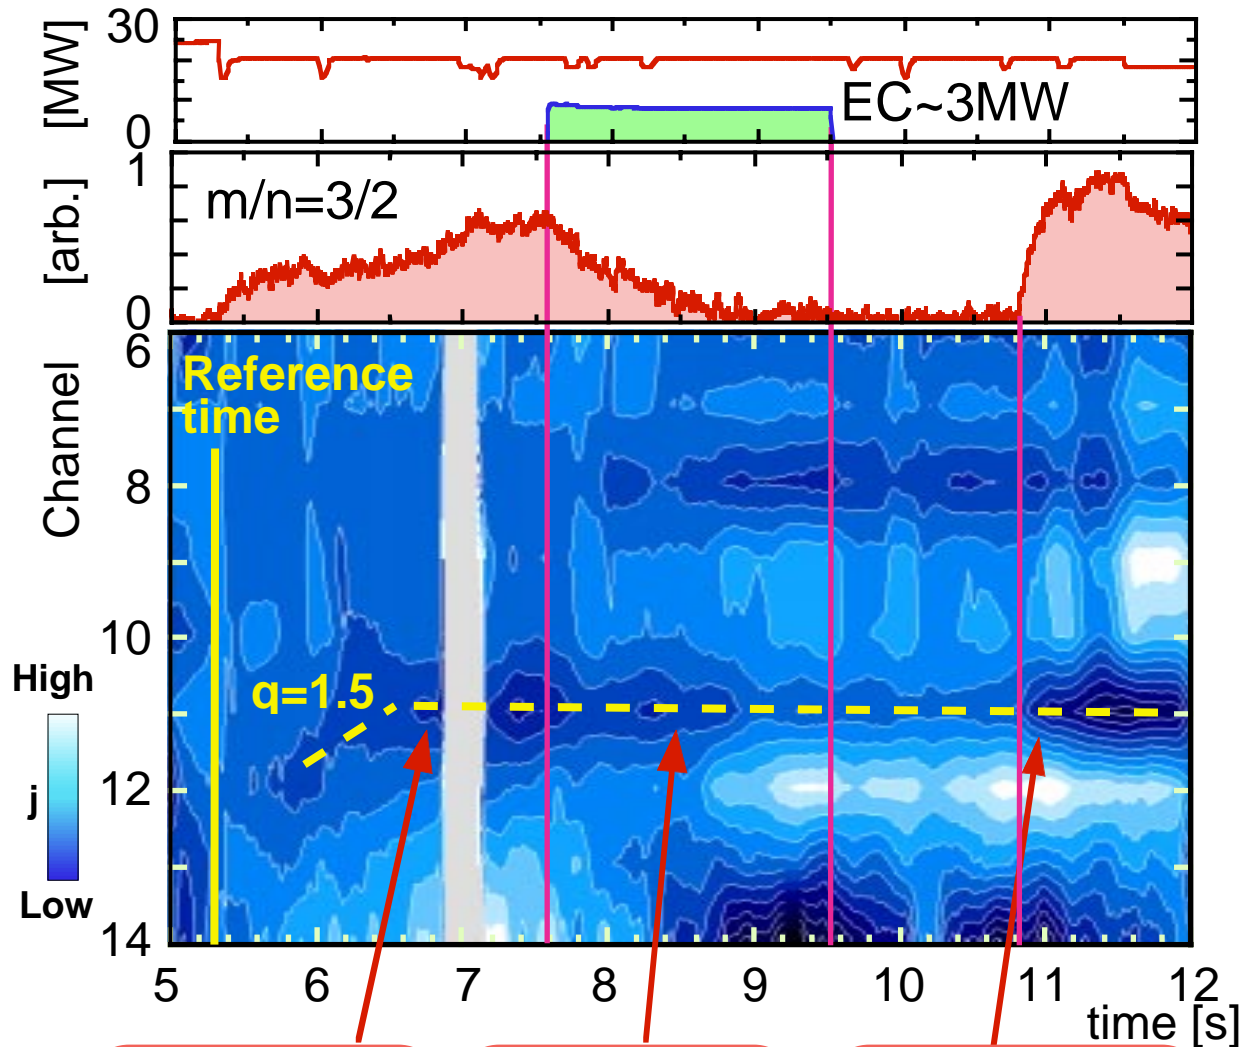 30
[MW]
0
EC~3MW
1
[arb.]
0
m/n=3/2
Reference
time
Channel
6
8
10
12
14
q=1.5
High
j
Low
5 6 7 8 9 10 11 12
time [s]